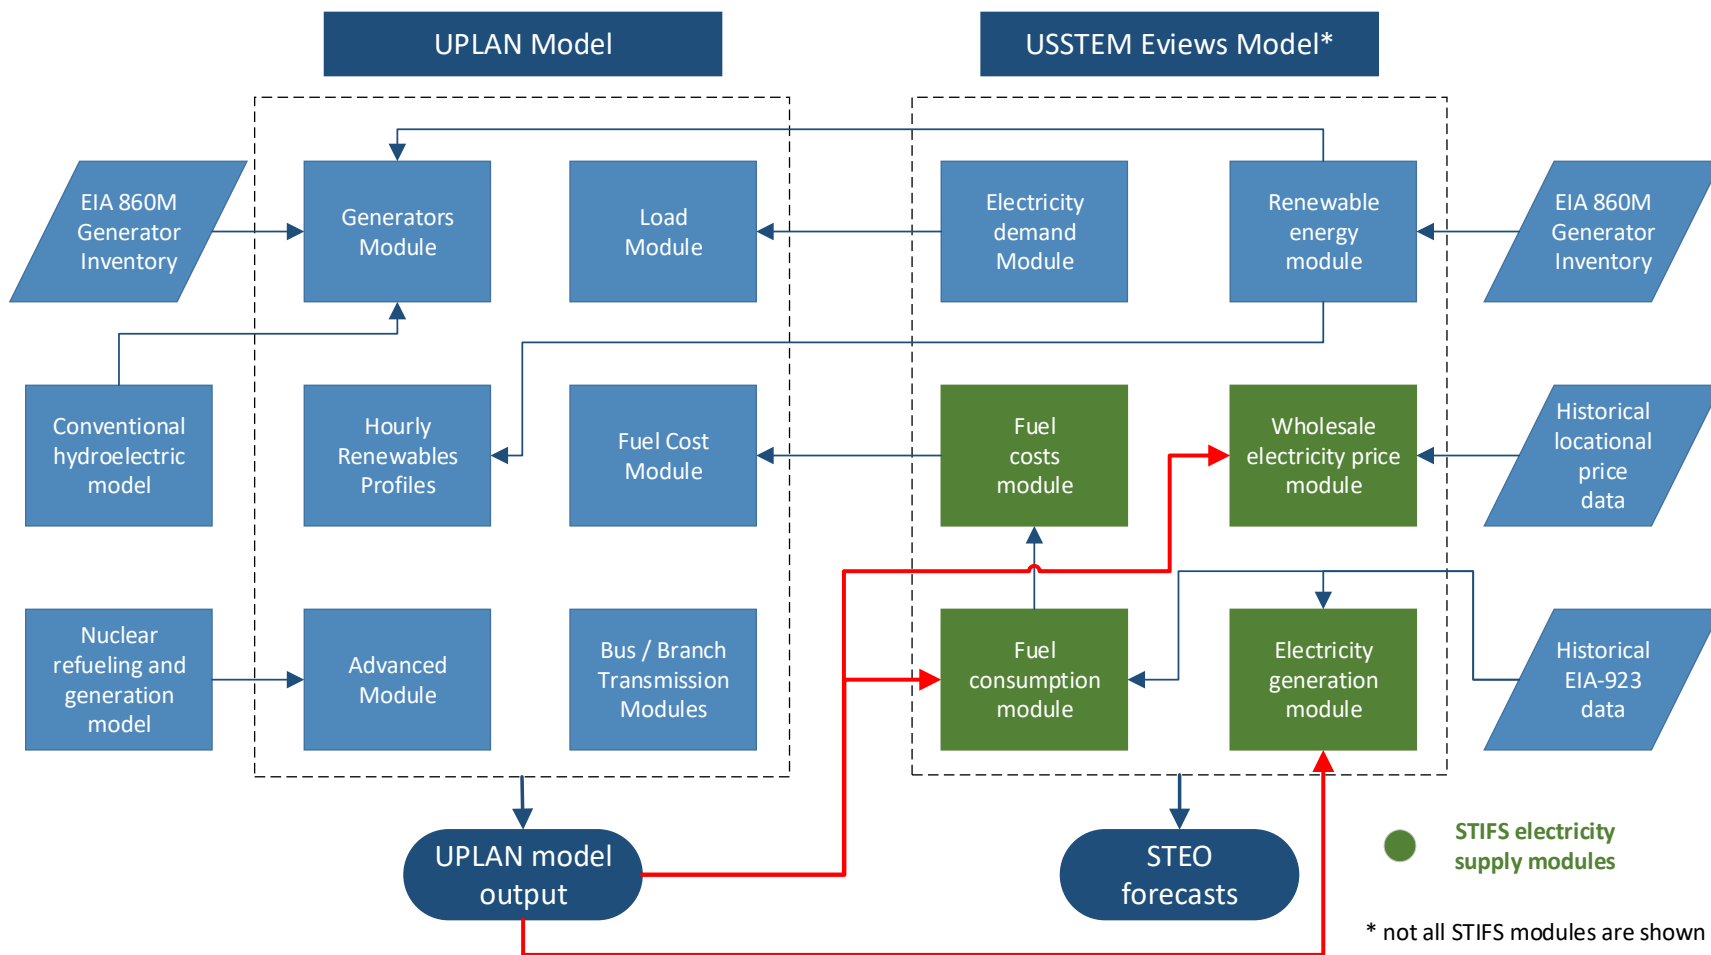 UPLAN Model
USSTEM Eviews Model*
EIA 860M
Generator
Inventory
Generators
Module
Load
Module
Electricity
demand
Module
Renewable
energy
module
EIA 860M
Generator
Inventory
Conventional
hydroelectric
model
Hourly
Renewables
Profiles
Fuel Cost
Module
Fuel
costs
module
Wholesale
electricity price
module
Historical
locational
price
data
Nuclear
refueling and
generation
model
Advanced
Module
Bus / Branch
Transmission
Modules
Fuel
consumption
module
Electricity
generation
module
Historical
EIA-923
data
UPLAN model
output
STEO
forecasts
STIFS electricity
supply modules
* not all STIFS modules are shown